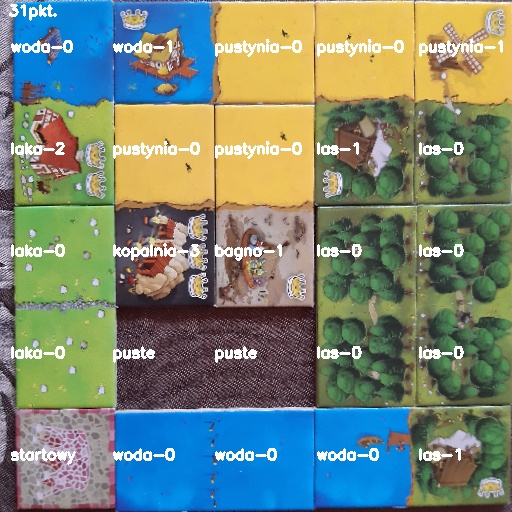 31pkt.
woda-0 woda-1 pustynia-0 pustynia-0 pustynia-1
laka-2 pustynia-0 pustynia-0 las-1 las-0
laka-0 kopalnia-3 bagno-1 las-0 las-0
laka-0 puste puste las-0 las-0
startowy woda-0 woda-0 woda-0 las-1